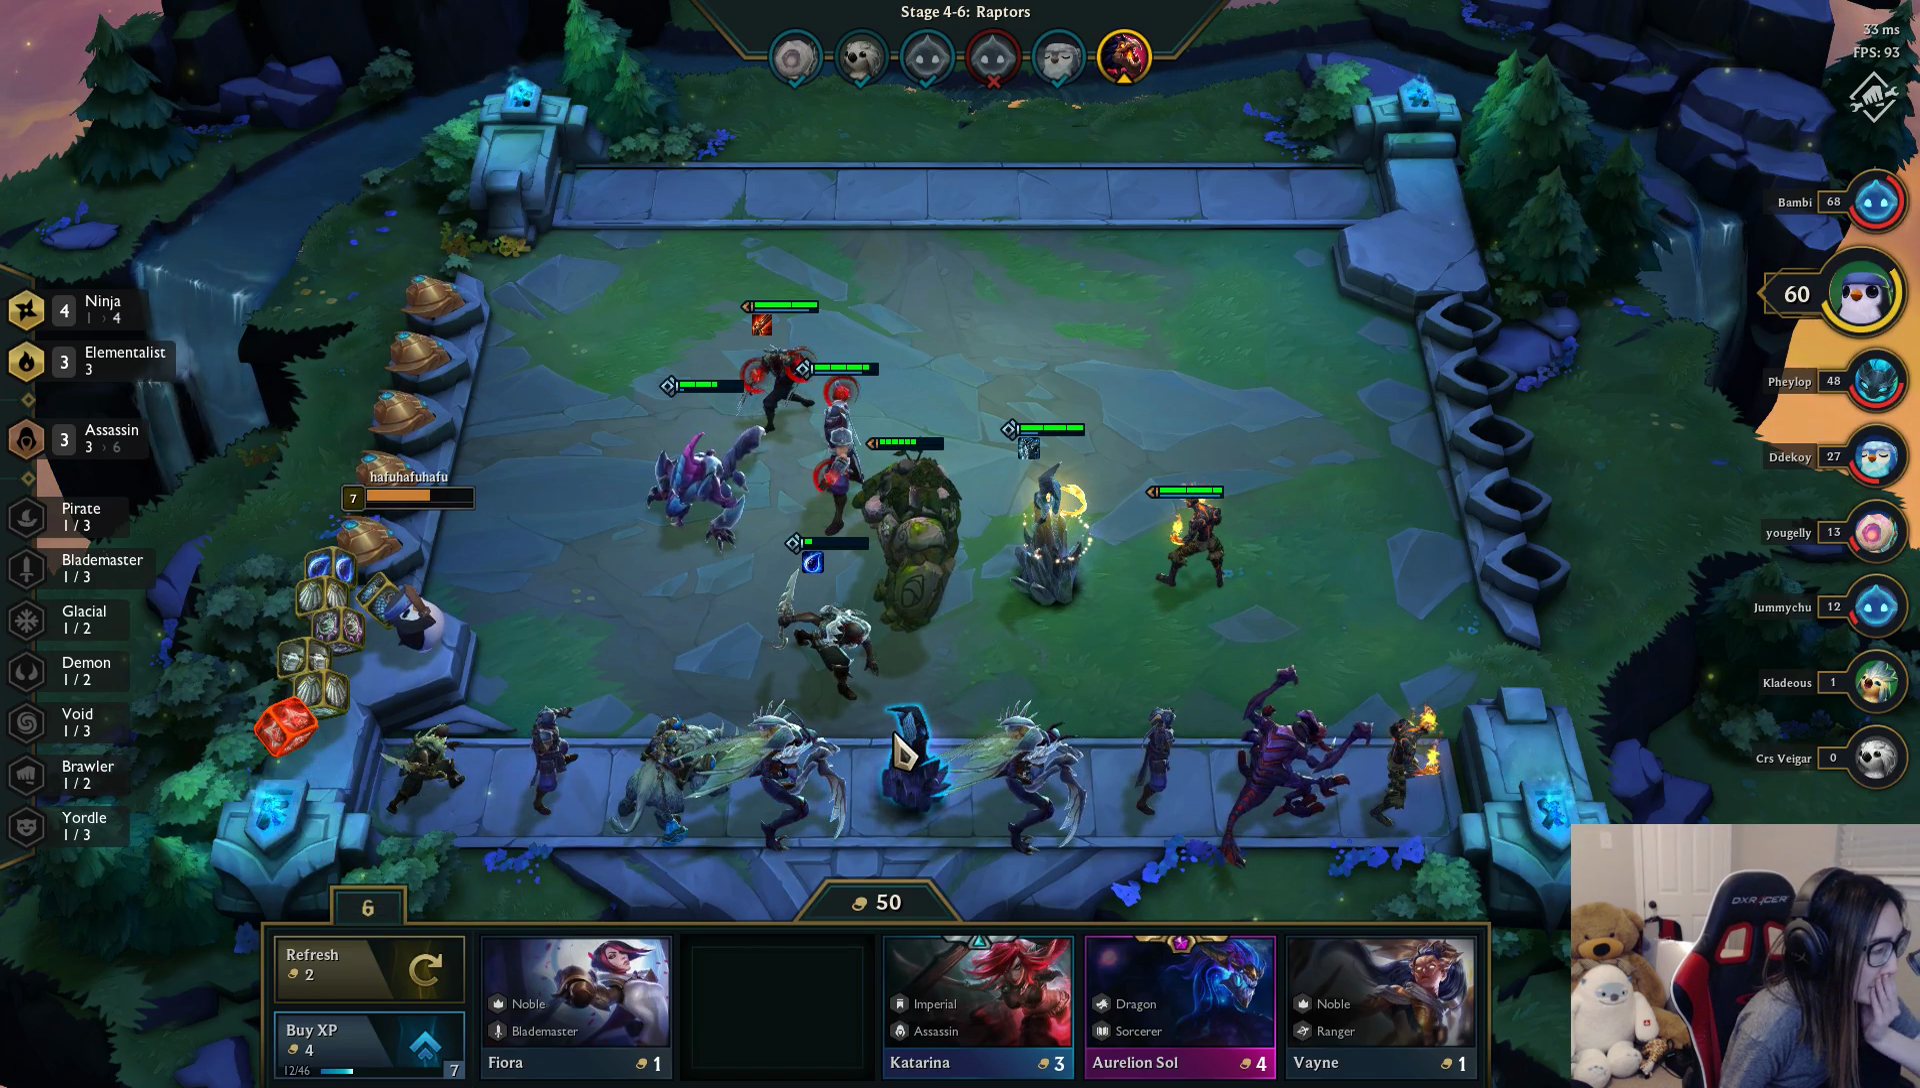 Stage 4-6: Raptors
33 ms
FPS: 93
Bambi 68
60
Pheylop 48
Ddekoy 27
yougelly 13
Jummychu 12
Kladeous 1
Crs Veigar 0
4 Ninja
1 › 4
3 Elementalist
3
3 Assassin
3 › 6
Pirate
1 / 3
Blademaster
1 / 3
Glacial
1 / 2
Demon
1 / 2
Void
1 / 3
Brawler
1 / 2
Yordle
1 / 3
hafuhafuhafu
7
6
50
Refresh
2
Buy XP
4
12/46
7
Noble
Blademaster
Fiora 1
Imperial
Assassin
Katarina 3
Dragon
Sorcerer
Aurelion Sol 4
Noble
Ranger
Vayne 1
DXRACER